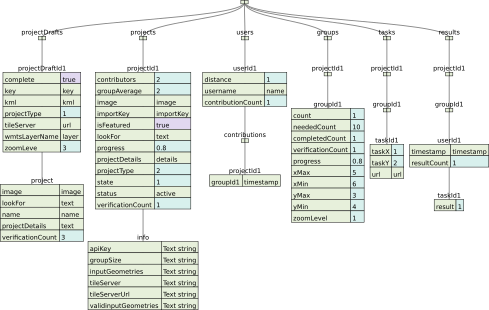 projectDrafts projects users groups tasks results
projectDraftId1 projectId1 userId1 projectId1 projectId1 projectId1
complete true
key key
kml kml
projectType 1
tileServer url
wmtsLayerName layer
zoomLeve 3
project
image image
lookFor text
name name
projectDetails text
verificationCount 3
contributors 2
groupAverage 2
image image
importKey importKey
isFeatured true
lookFor text
progress 0.8
projectDetails details
projectType 2
state 1
status active
verificationCount 1
info
apiKey Text string
groupSize Text string
inputGeometries Text string
tileServer Text string
tileServerUrl Text string
validinputGeometries Text string
distance 1
username name
contributionCount 1
contributions
projectId1
groupId1 timestamp
groupId1
count 1
neededCount 10
completedCount 1
verificationCount 1
progress 0.8
xMax 5
xMin 6
yMax 3
yMin 4
zoomLevel 1
groupId1
taskId1
taskX 1
taskY 2
url url
groupId1
userId1
timestamp timestamp
resultCount 1
taskId1
result 1